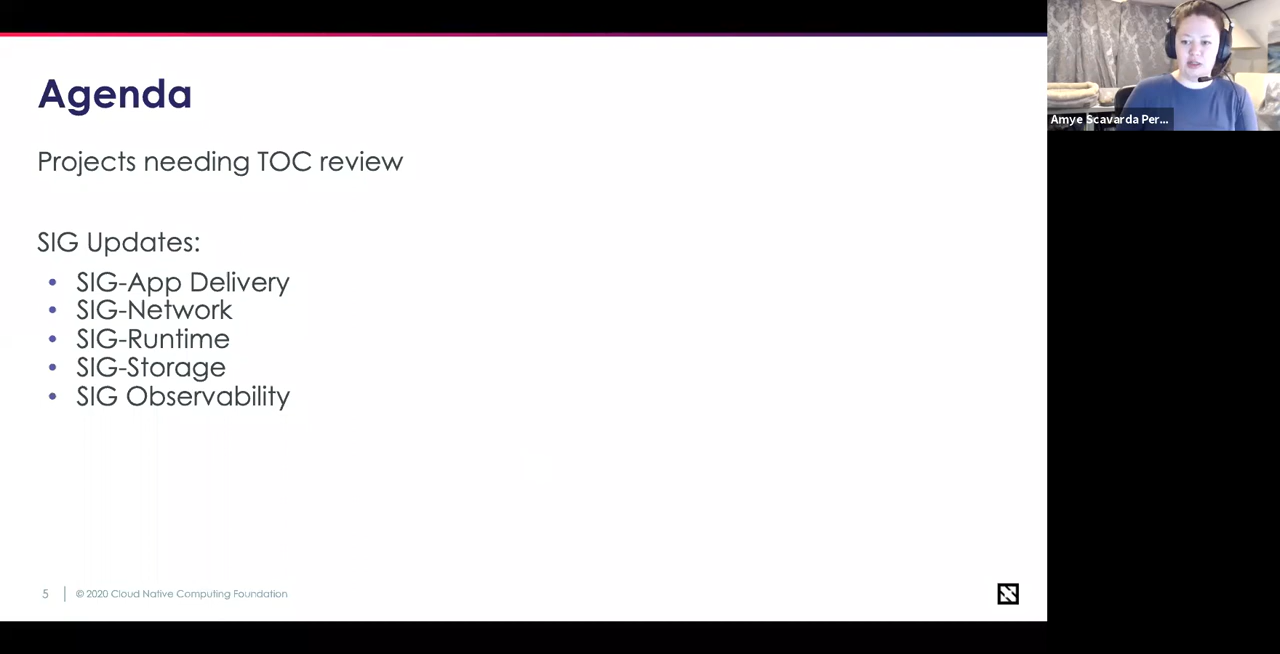 Agenda
Projects needing TOC review
SIG Updates:
• SIG-App Delivery
• SIG-Network
• SIG-Runtime
• SIG-Storage
• SIG Observability
5 | © 2020 Cloud Native Computing Foundation
Amye Scavarda Per...